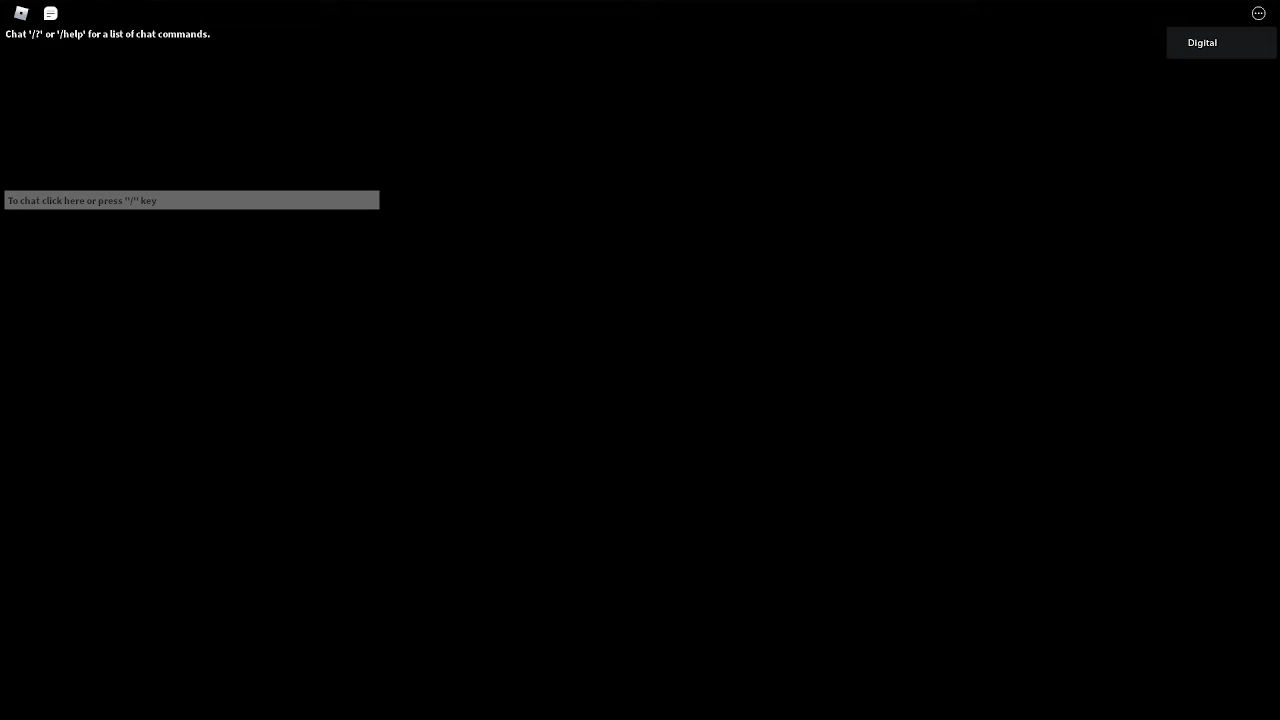 Chat '/?' or '/help' for a list of chat commands.
Digital
To chat click here or press "/" key